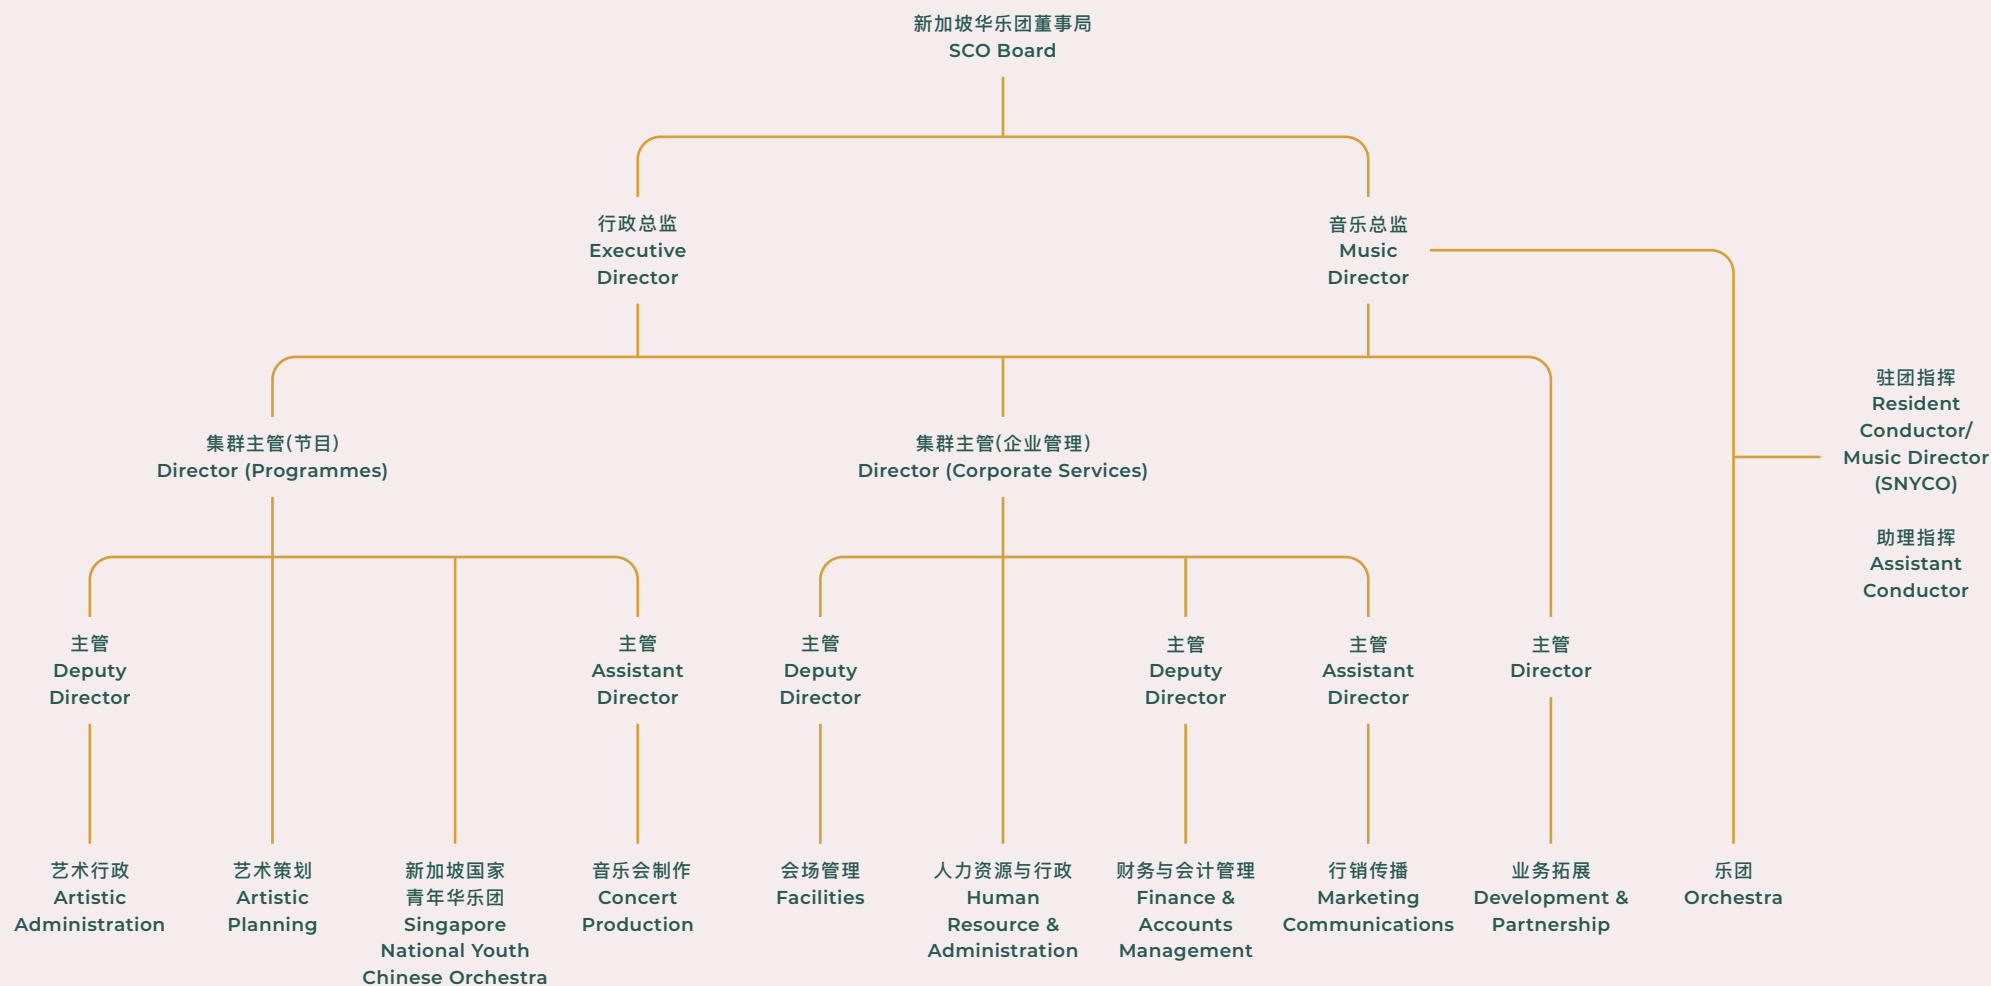 新加坡华乐团董事局
SCO Board
行政总监
Executive
Director
音乐总监
Music
Director
驻团指挥
Resident
Conductor/
Music Director
(SNYCO)
助理指挥
Assistant
Conductor
集群主管(节目)
Director (Programmes)
集群主管(企业管理)
Director (Corporate Services)
主管
Deputy
Director
主管
Assistant
Director
主管
Deputy
Director
主管
Deputy
Director
主管
Assistant
Director
主管
Director
艺术行政
Artistic
Administration
艺术策划
Artistic
Planning
新加坡国家
青年华乐团
Singapore
National Youth
Chinese Orchestra
音乐会制作
Concert
Production
会场管理
Facilities
人力资源与行政
Human
Resource &
Administration
财务与会计管理
Finance &
Accounts
Management
行销传播
Marketing
Communications
业务拓展
Development &
Partnership
乐团
Orchestra